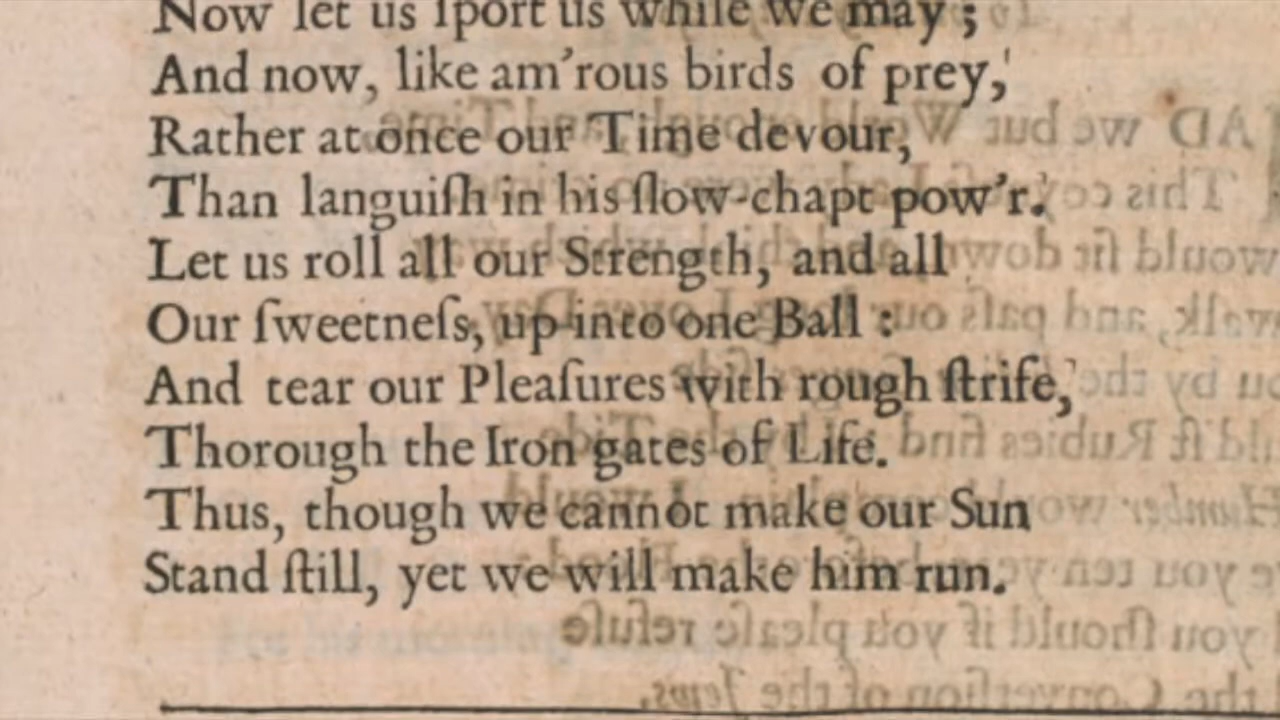 Now let us ſport us while we may;
And now, like am'rous birds of prey,
Rather at once our Time devour,
Than languiſh in his ſlow-chapt pow'r.
Let us roll all our Strength, and all
Our ſweetneſs, up into one Ball:
And tear our Pleaſures with rough ſtrife,
Thorough the Iron gates of Life.
Thus, though we cannot make our Sun
Stand ſtill, yet we will make him run.